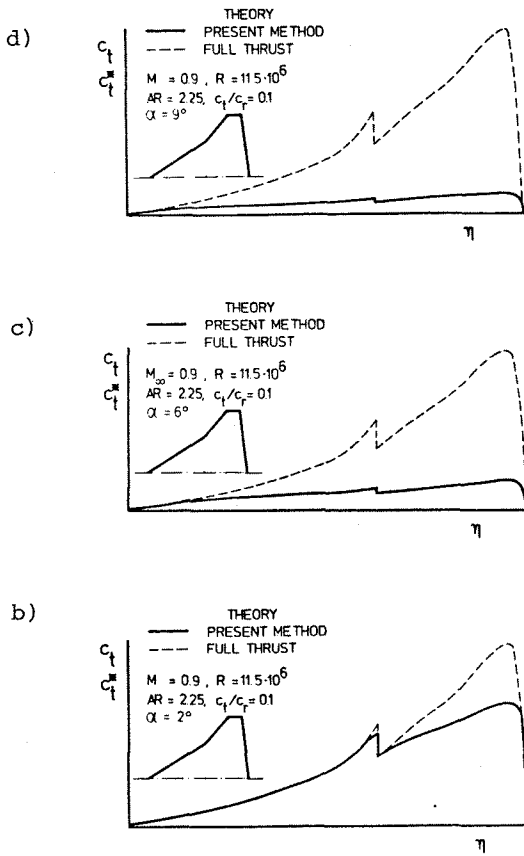 d)
THEORY
PRESENT METHOD
FULL THRUST
c_t
c_t^*
M = 0.9 , R = 11.5·10^6
AR = 2.25, c_t/c_r = 0.1
α = 9°
η
c)
THEORY
PRESENT METHOD
FULL THRUST
c_t
c_t^*
M_∞ = 0.9 , R = 11.5·10^6
AR = 2.25, c_t/c_r = 0.1
α = 6°
η
b)
THEORY
PRESENT METHOD
FULL THRUST
c_t
c_t^*
M = 0.9 , R = 11.5·10^6
AR = 2.25, c_t/c_r = 0.1
α = 2°
η